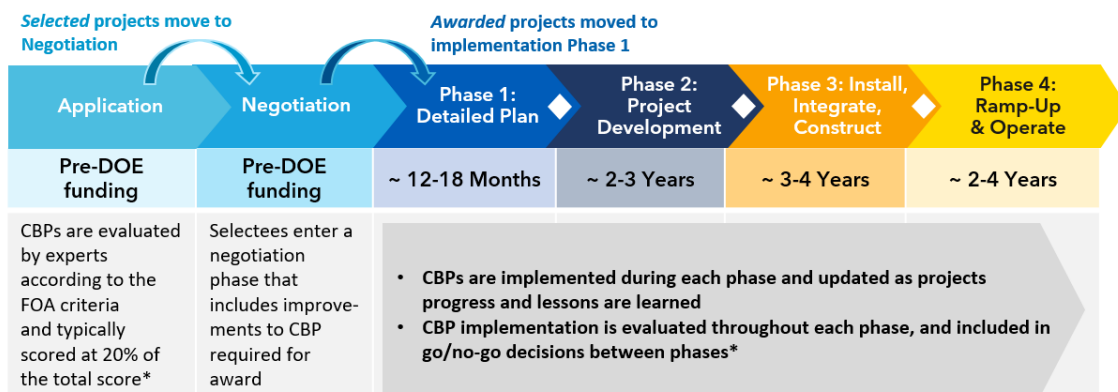 Selected projects move to
Negotiation
Awarded projects moved to
implementation Phase 1
Application
Negotiation
Phase 1:
Detailed Plan
Phase 2:
Project
Development
Phase 3: Install,
Integrate,
Construct
Phase 4:
Ramp-Up
& Operate
Pre-DOE
funding
Pre-DOE
funding
~ 12-18 Months
~ 2-3 Years
~ 3-4 Years
~ 2-4 Years
CBPs are evaluated
by experts
according to the
FOA criteria
and typically
scored at 20% of
the total score*
Selectees enter a
negotiation
phase that
includes improve-
ments to CBP
required for
award
• CBPs are implemented during each phase and updated as projects
progress and lessons are learned
• CBP implementation is evaluated throughout each phase, and included in
go/no-go decisions between phases*